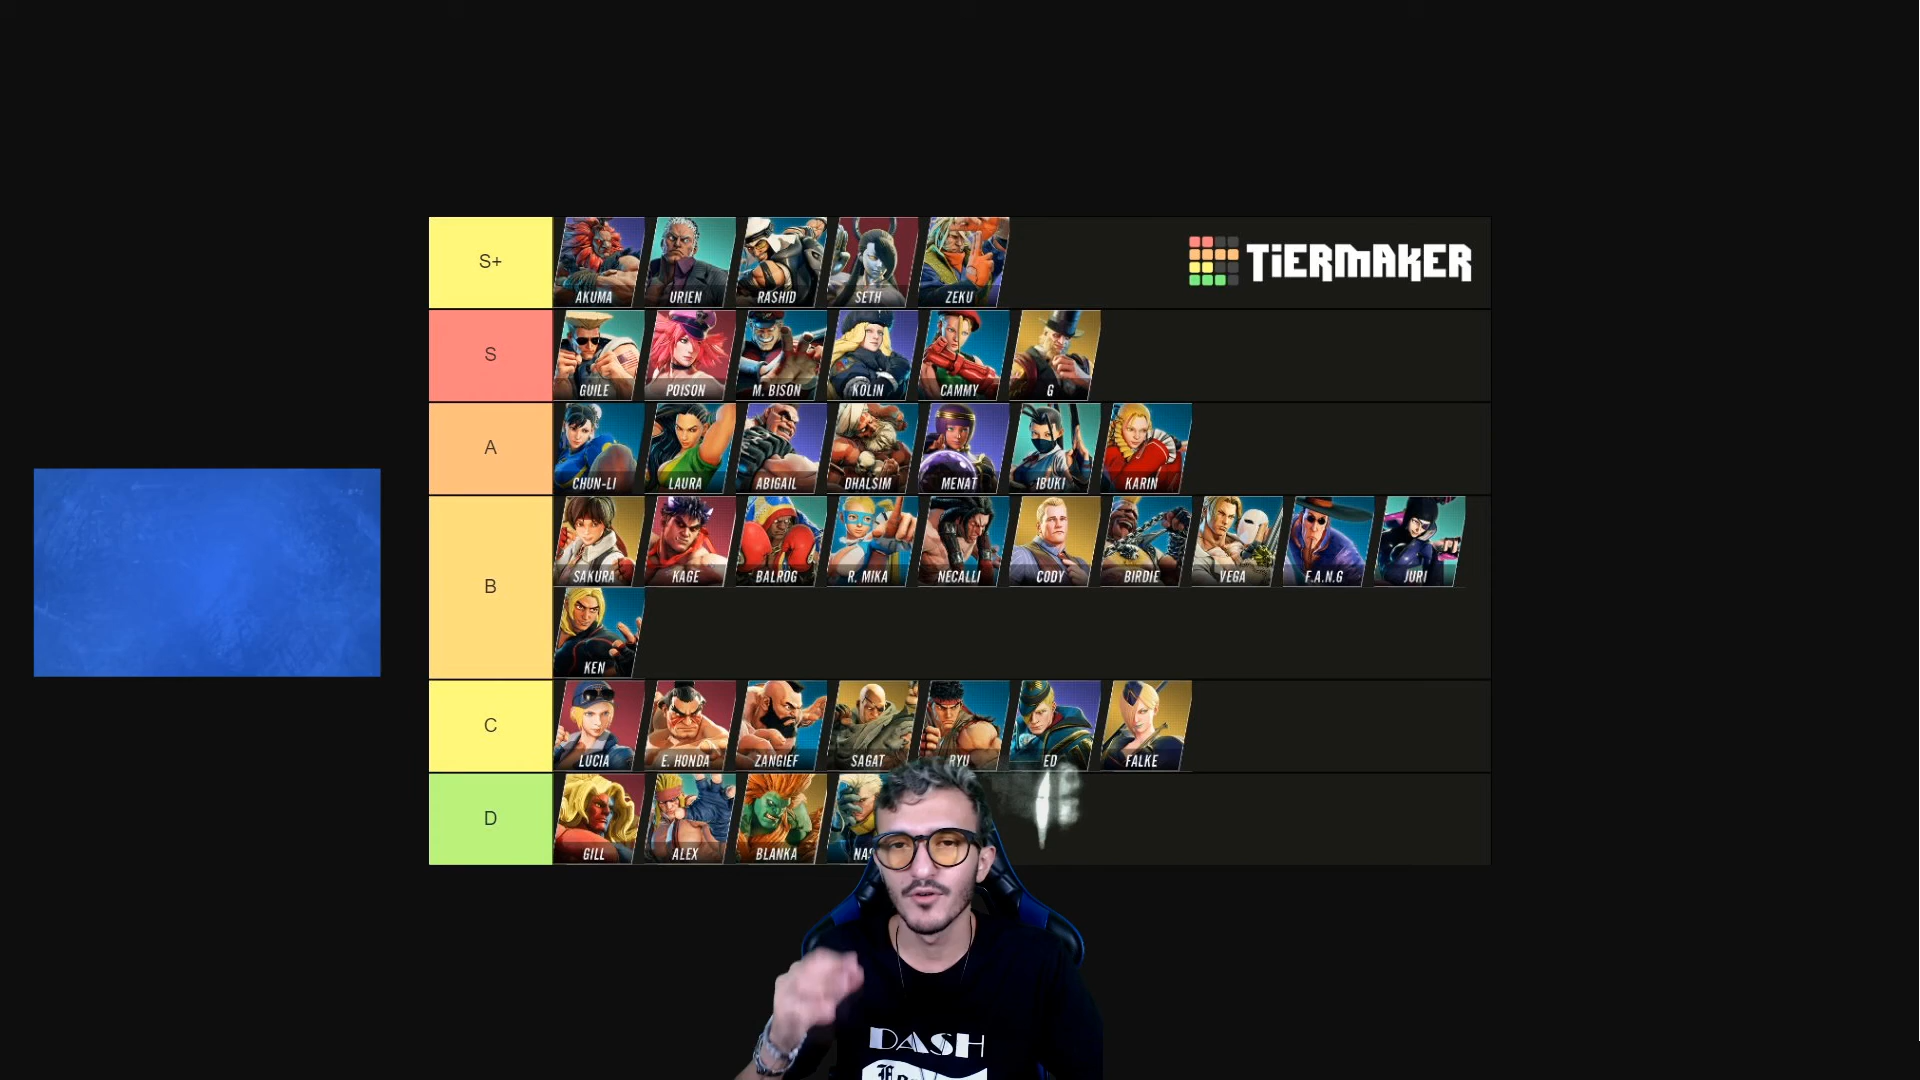 S+
AKUMA URIEN RASHID SETH ZEKU
TiERMAKER
S
GUILE POISON M. BISON KOLIN CAMMY G
A
CHUN-LI LAURA ABIGAIL DHALSIM MENAT IBUKI KARIN
B
SAKURA KAGE BALROG R. MIKA NECALLI CODY BIRDIE VEGA F.A.N.G JURI
KEN
C
LUCIA E. HONDA ZANGIEF SAGAT RYU ED FALKE
D
GILL ALEX BLANKA NAS
DASH